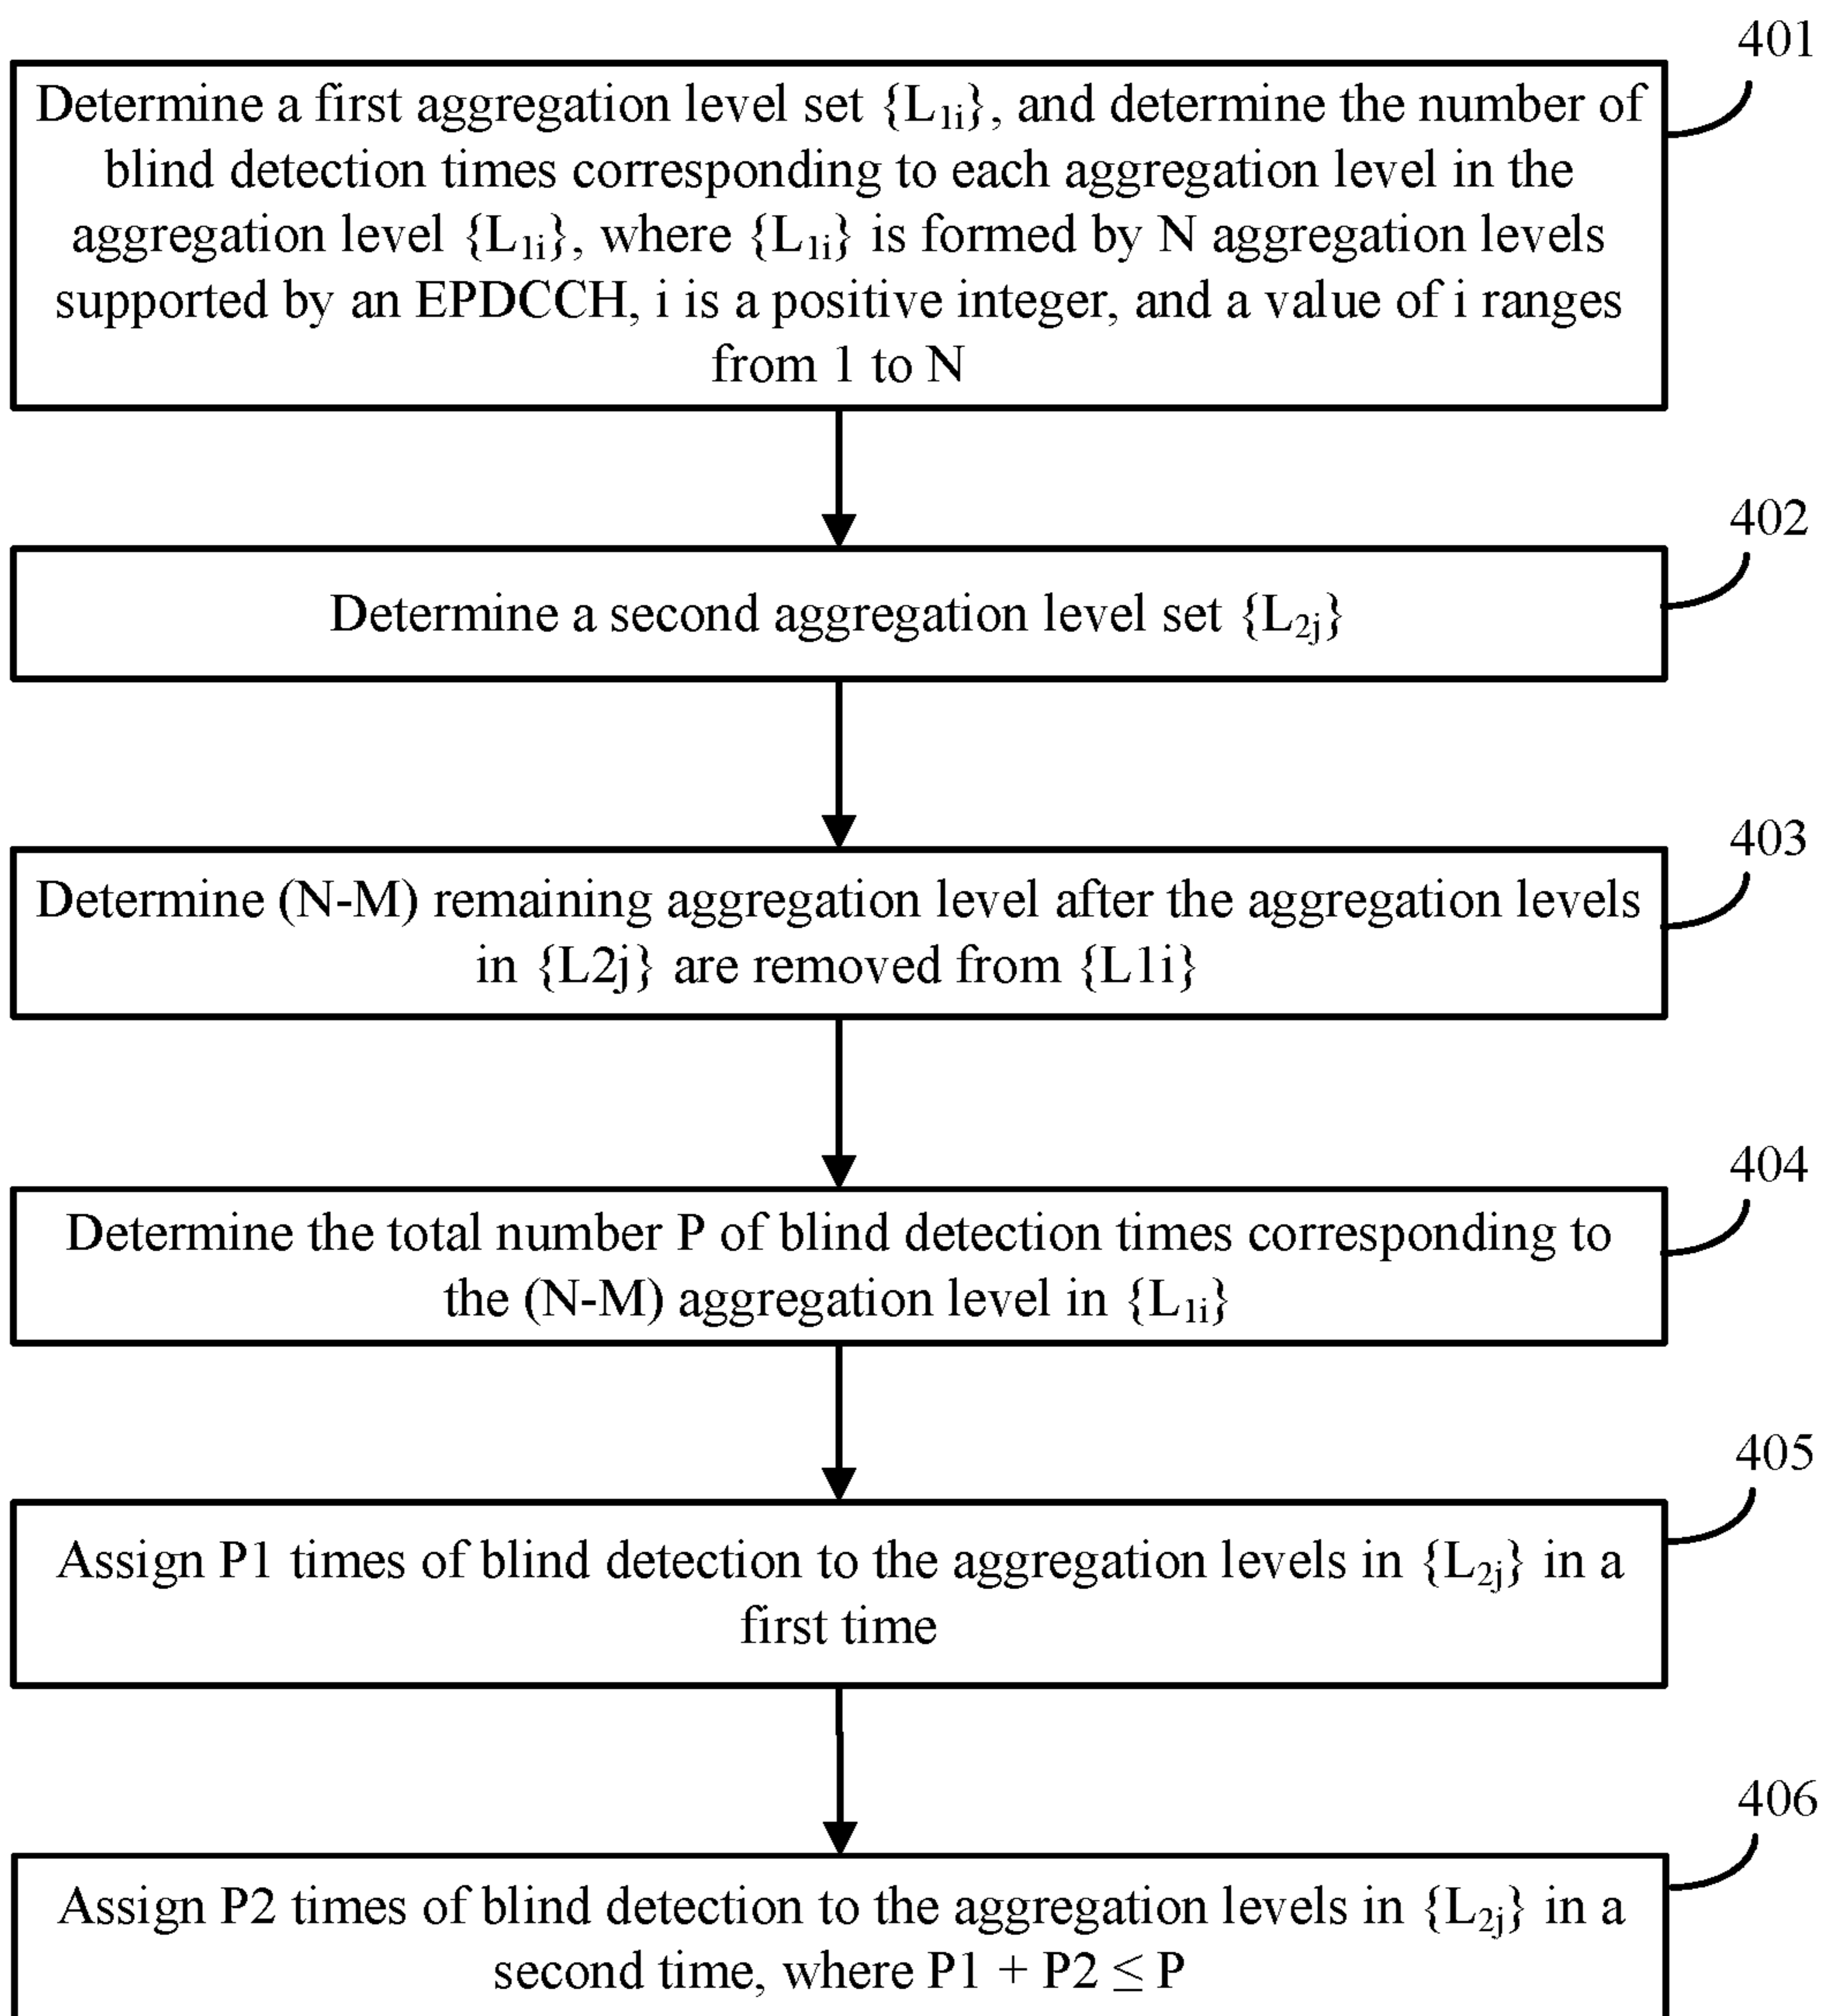 401
Determine a first aggregation level set {L1i}, and determine the number of
blind detection times corresponding to each aggregation level in the
aggregation level {L1i}, where {L1i} is formed by N aggregation levels
supported by an EPDCCH, i is a positive integer, and a value of i ranges
from 1 to N
402
Determine a second aggregation level set {L2j}
403
Determine (N-M) remaining aggregation level after the aggregation levels
in {L2j} are removed from {L1i}
404
Determine the total number P of blind detection times corresponding to
the (N-M) aggregation level in {L1i}
405
Assign P1 times of blind detection to the aggregation levels in {L2j} in a
first time
406
Assign P2 times of blind detection to the aggregation levels in {L2j} in a
second time, where P1 + P2 ≤ P